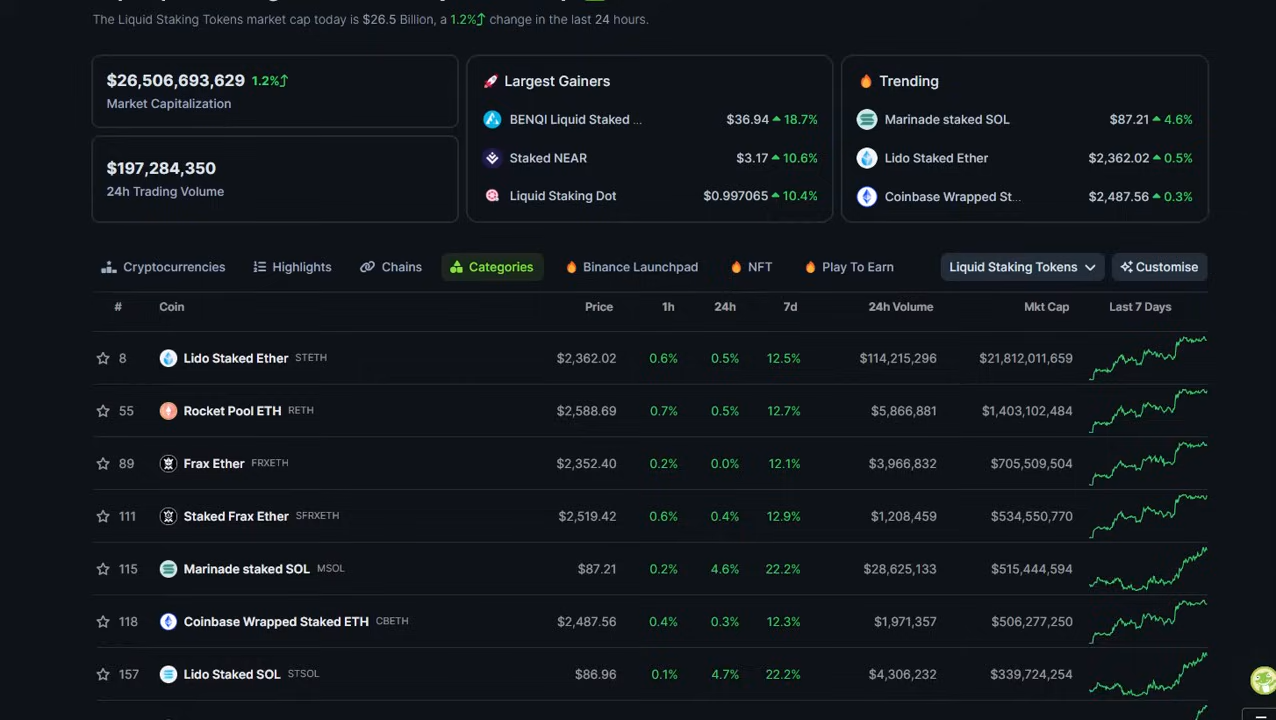 The Liquid Staking Tokens market cap today is $26.5 Billion, a 1.2% change in the last 24 hours.
$26,506,693,629 1.2%
Market Capitalization
$197,284,350
24h Trading Volume
Largest Gainers
BENQI Liquid Staked ... $36.94 18.7%
Staked NEAR $3.17 10.6%
Liquid Staking Dot $0.997065 10.4%
Trending
Marinade staked SOL $87.21 4.6%
Lido Staked Ether $2,362.02 0.5%
Coinbase Wrapped St... $2,487.56 0.3%
Cryptocurrencies Highlights Chains Categories Binance Launchpad NFT Play To Earn Liquid Staking Tokens Customise
# Coin Price 1h 24h 7d 24h Volume Mkt Cap Last 7 Days
8 Lido Staked Ether STETH $2,362.02 0.6% 0.5% 12.5% $114,215,296 $21,812,011,659
55 Rocket Pool ETH RETH $2,588.69 0.7% 0.5% 12.7% $5,866,881 $1,403,102,484
89 Frax Ether FRXETH $2,352.40 0.2% 0.0% 12.1% $3,966,832 $705,509,504
111 Staked Frax Ether SFRXETH $2,519.42 0.6% 0.4% 12.9% $1,208,459 $534,550,770
115 Marinade staked SOL MSOL $87.21 0.2% 4.6% 22.2% $28,625,133 $515,444,594
118 Coinbase Wrapped Staked ETH CBETH $2,487.56 0.4% 0.3% 12.3% $1,971,357 $506,277,250
157 Lido Staked SOL STSOL $86.96 0.1% 4.7% 22.2% $4,306,232 $339,724,254